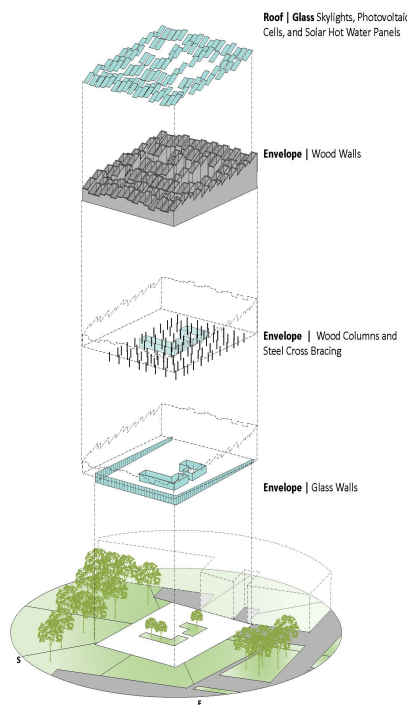 Roof | Glass Skylights, Photovoltaic
Cells, and Solar Hot Water Panels
Envelope | Wood Walls
Envelope | Wood Columns and
Steel Cross Bracing
Envelope | Glass Walls
S